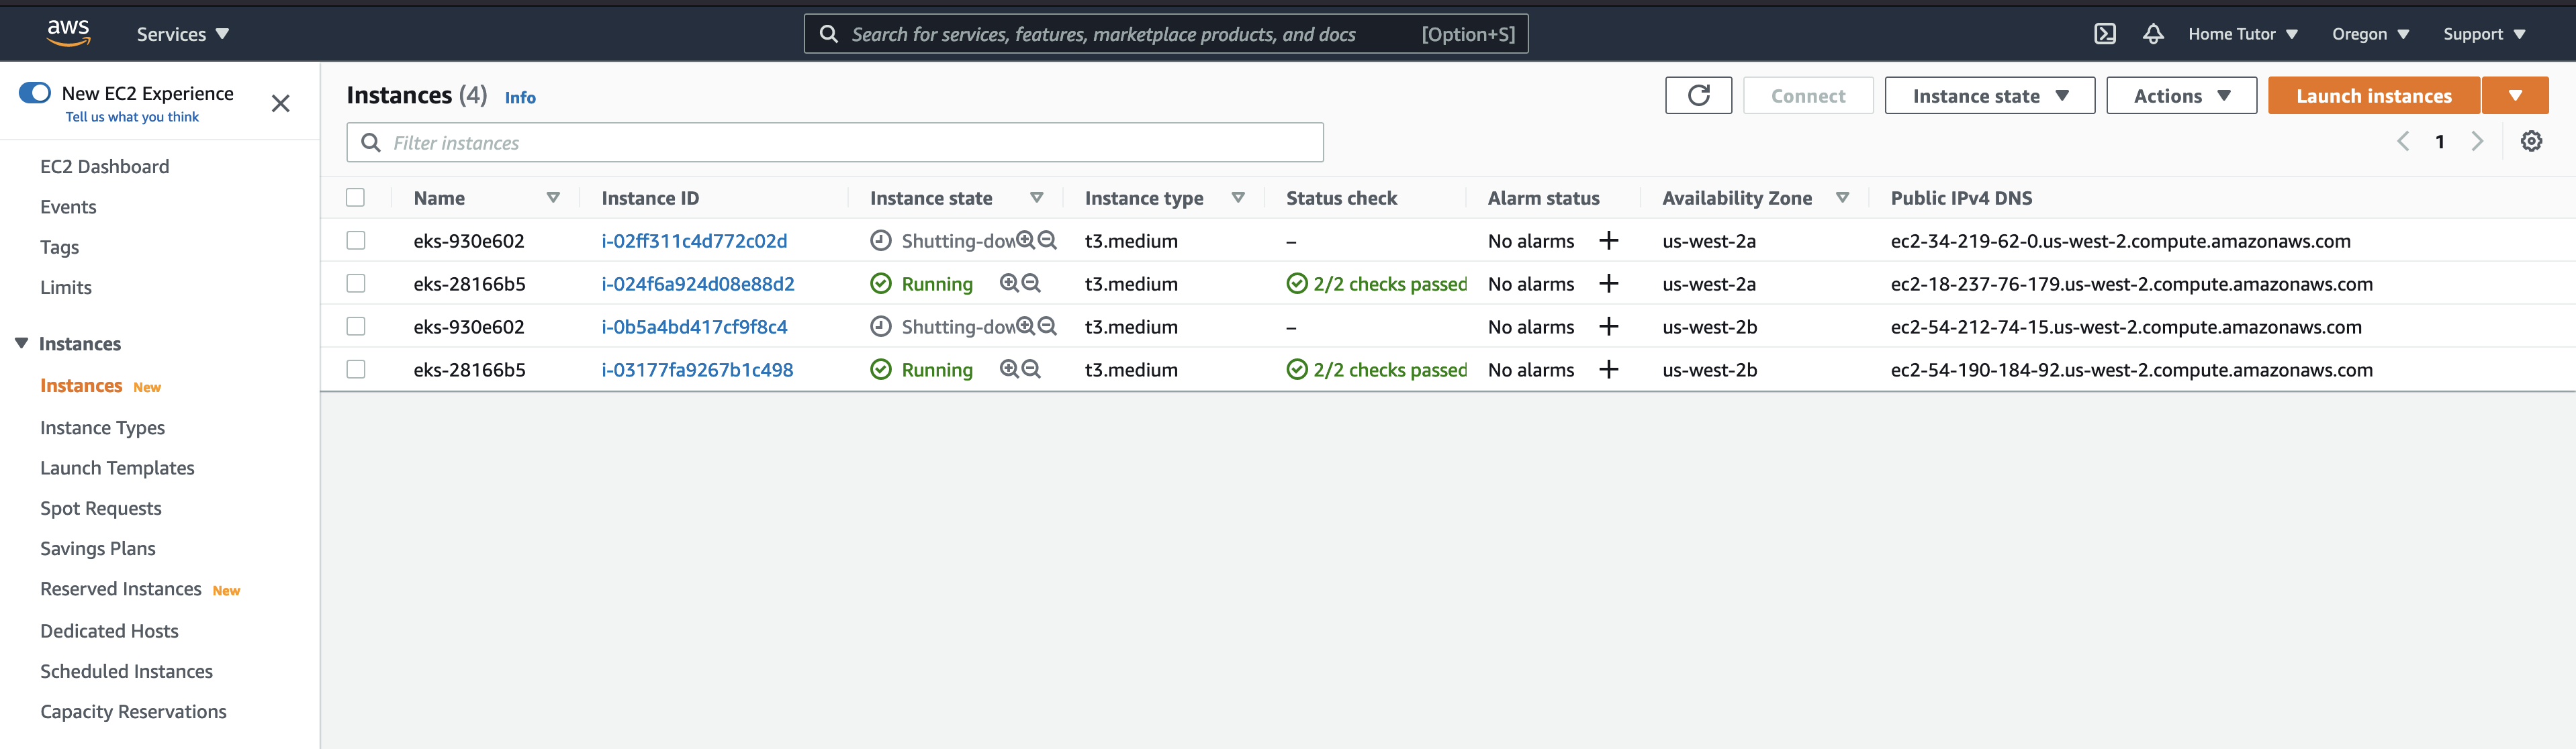 aws Services Search for services, features, marketplace products, and docs [Option+S] Home Tutor Oregon Support
New EC2 Experience
Tell us what you think
EC2 Dashboard
Events
Tags
Limits
Instances
Instances New
Instance Types
Launch Templates
Spot Requests
Savings Plans
Reserved Instances New
Dedicated Hosts
Scheduled Instances
Capacity Reservations
Instances (4) Info Connect Instance state Actions Launch instances
Filter instances 1
Name Instance ID Instance state Instance type Status check Alarm status Availability Zone Public IPv4 DNS
eks-930e602 i-02ff311c4d772c02d Shutting-dow t3.medium – No alarms + us-west-2a ec2-34-219-62-0.us-west-2.compute.amazonaws.com
eks-28166b5 i-024f6a924d08e88d2 Running t3.medium 2/2 checks passed No alarms + us-west-2a ec2-18-237-76-179.us-west-2.compute.amazonaws.com
eks-930e602 i-0b5a4bd417cf9f8c4 Shutting-dow t3.medium – No alarms + us-west-2b ec2-54-212-74-15.us-west-2.compute.amazonaws.com
eks-28166b5 i-03177fa9267b1c498 Running t3.medium 2/2 checks passed No alarms + us-west-2b ec2-54-190-184-92.us-west-2.compute.amazonaws.com